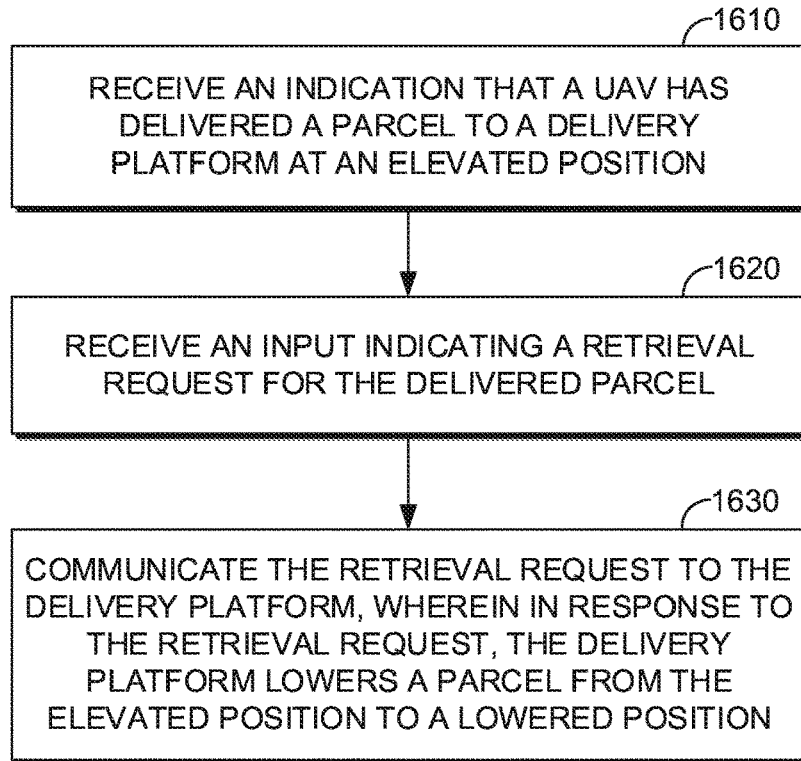 1610
RECEIVE AN INDICATION THAT A UAV HAS
DELIVERED A PARCEL TO A DELIVERY
PLATFORM AT AN ELEVATED POSITION
1620
RECEIVE AN INPUT INDICATING A RETRIEVAL
REQUEST FOR THE DELIVERED PARCEL
1630
COMMUNICATE THE RETRIEVAL REQUEST TO THE
DELIVERY PLATFORM, WHEREIN IN RESPONSE TO
THE RETRIEVAL REQUEST, THE DELIVERY
PLATFORM LOWERS A PARCEL FROM THE
ELEVATED POSITION TO A LOWERED POSITION